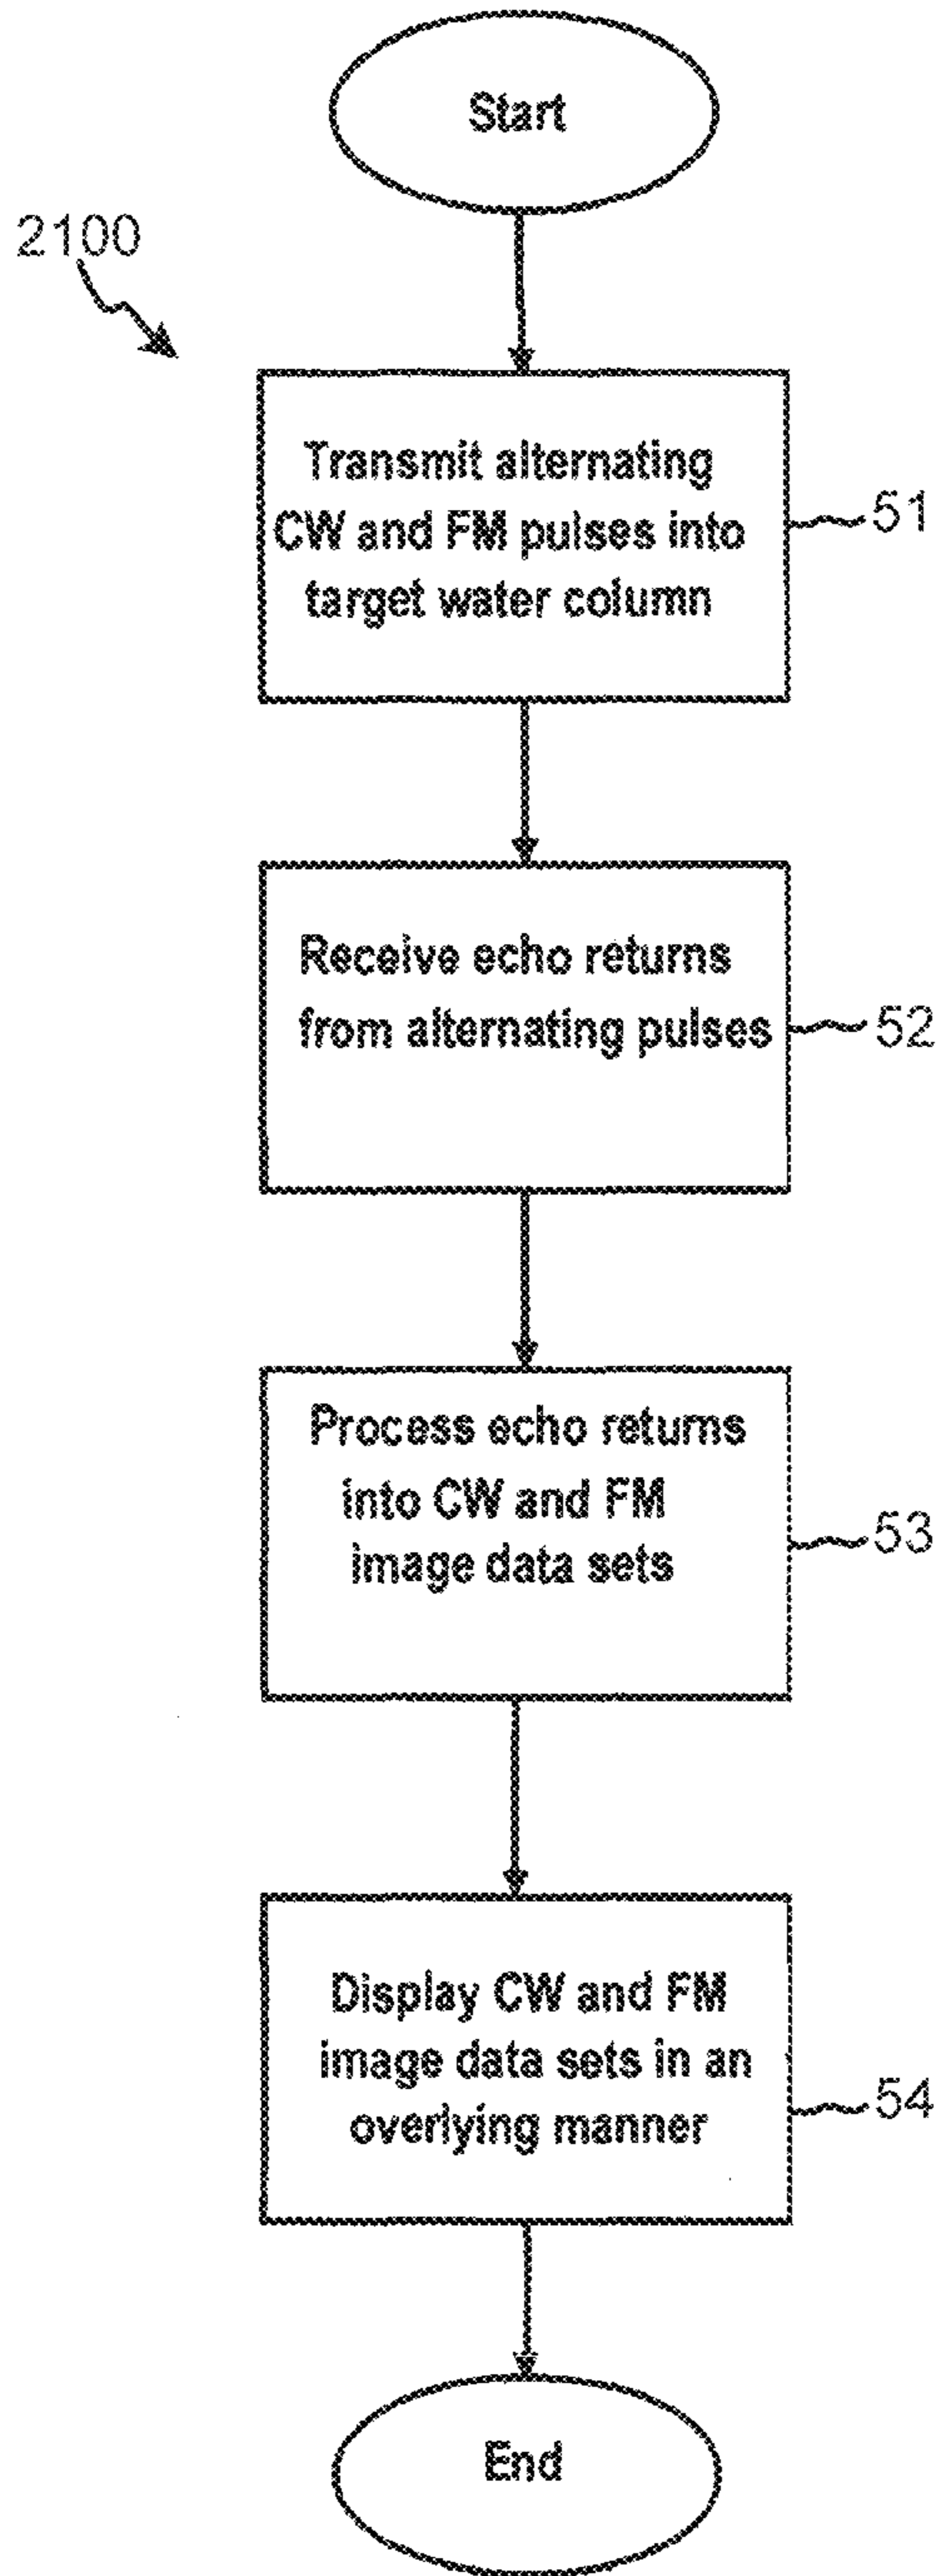 Start
2100
Transmit alternating
CW and FM pulses into
target water column
51
Receive echo returns
from alternating pulses
52
Process echo returns
into CW and FM
image data sets
53
Display CW and FM
image data sets in an
overlying manner
54
End